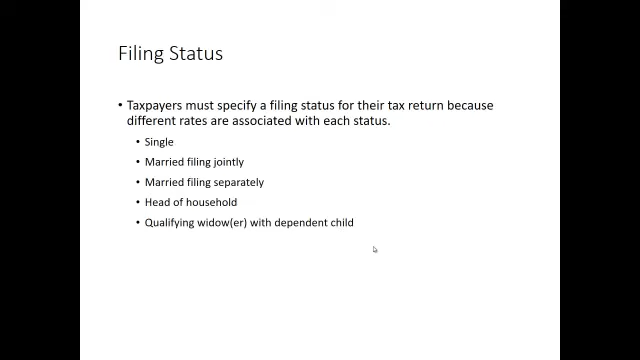 Filing Status
• Taxpayers must specify a filing status for their tax return because
different rates are associated with each status.
• Single
• Married filing jointly
• Married filing separately
• Head of household
• Qualifying widow(er) with dependent child